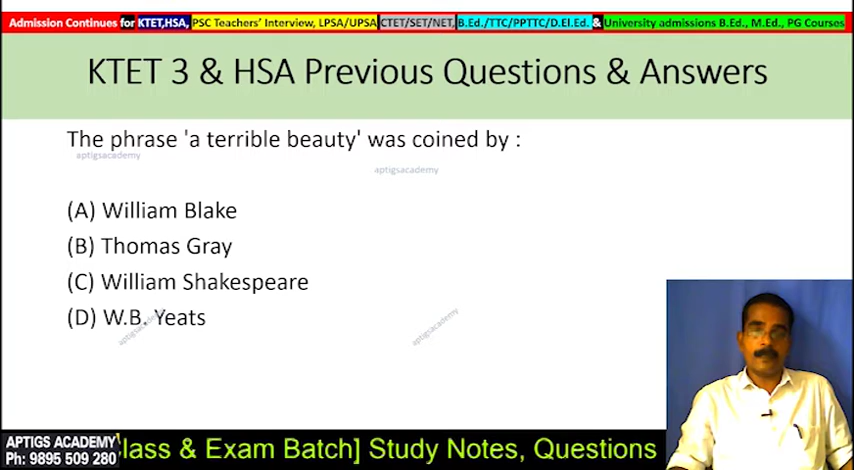 Admission Continues for KTET,HSA, PSC Teachers' Interview, LPSA/UPSA CTET/SET/NET, B.Ed./TTC/PPTTC/D.El.Ed. & University admissions B.Ed., M.Ed., PG Courses
KTET 3 & HSA Previous Questions & Answers
The phrase 'a terrible beauty' was coined by :
aptigsacademy
aptigsacademy
(A) William Blake
(B) Thomas Gray
(C) William Shakespeare
(D) W.B. Yeats
aptigsacademy
aptigsacademy
APTIGS ACADEMY
Ph: 9895 509 280
lass & Exam Batch] Study Notes, Questions